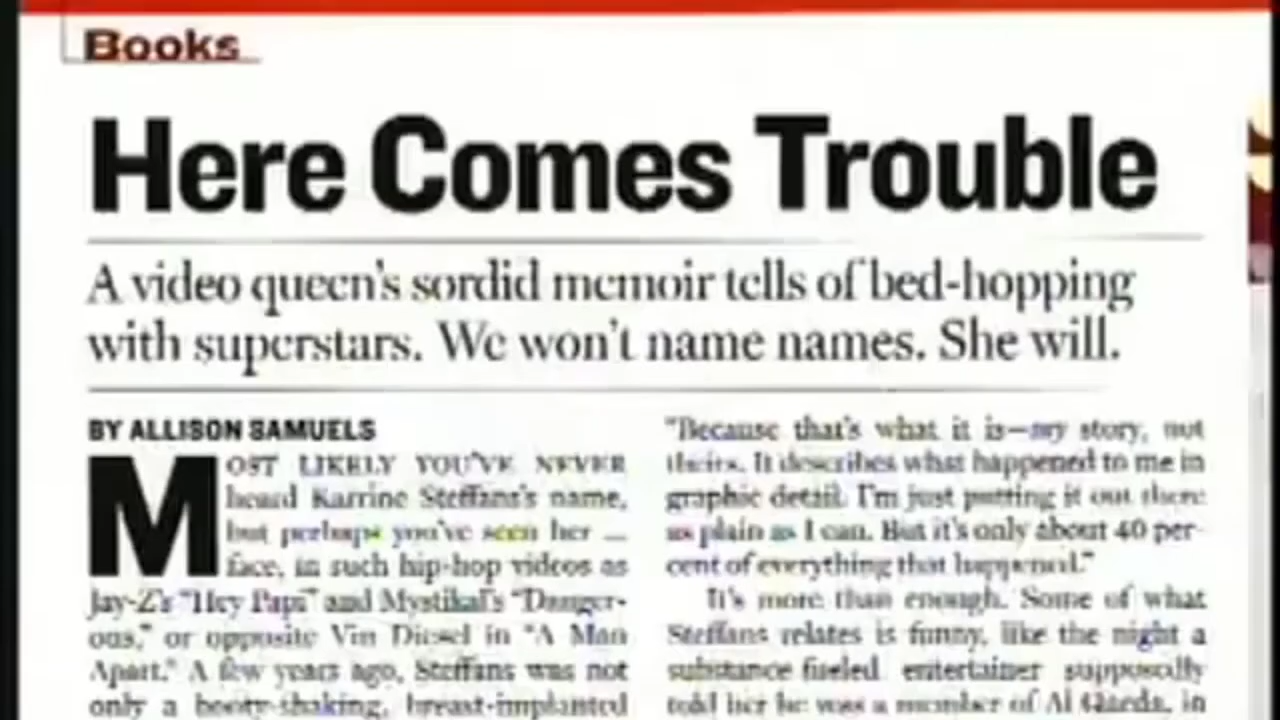 Books
Here Comes Trouble
A video queen's sordid memoir tells of bed-hopping
with superstars. We won't name names. She will.
BY ALLISON SAMUELS
MOST LIKELY YOU'VE NEVER
heard Karrine Steffans's name,
but perhaps you've seen her ...
face, in such hip-hop videos as
Jay-Z's "Hey Papi" and Mystikal's "Danger-
ous," or opposite Vin Diesel in "A Man
Apart." A few years ago, Steffans was not
only a booty-shaking, breast-implanted
"Because that's what it is—my story, not
theirs. It describes what happened to me in
graphic detail. I'm just putting it out there
as plain as I can. But it's only about 40 per-
cent of everything that happened."
It's more than enough. Some of what
Steffans relates is funny, like the night a
substance-fueled entertainer supposedly
told her he was a member of Al Qaeda, in